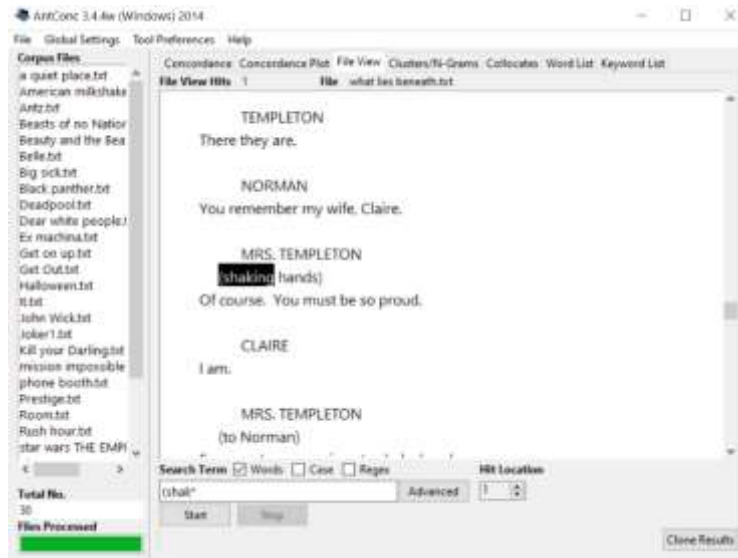 AntConc 3.4.4w (Windows) 2014
File Global Settings Tool Preferences Help
Corpus Files
a quiet place.txt
American milkshake
Antz.txt
Beasts of no Nation
Beauty and the Bea
Belle.txt
Big sick.txt
Black panther.txt
Deadpool.txt
Dear white people.t
Ex machina.txt
Get on up.txt
Get Out.txt
Halloween.txt
It.txt
John Wick.txt
Joker1.txt
Kill your Darling.txt
mission impossible
phone booth.txt
Prestige.txt
Room.txt
Rush hour.txt
star wars THE EMPI
Total No.
30
Files Processed
Concordance Concordance Plot File View Clusters/N-Grams Collocates Word List Keyword List
File View Hits 1 File what lies beneath.txt
TEMPLETON
There they are.
NORMAN
You remember my wife, Claire.
MRS. TEMPLETON
(shaking hands)
Of course. You must be so proud.
CLAIRE
I am.
MRS. TEMPLETON
(to Norman)
Search Term Words Case Regex Hit Location
(shak* Advanced 1
Start Stop
Clone Results